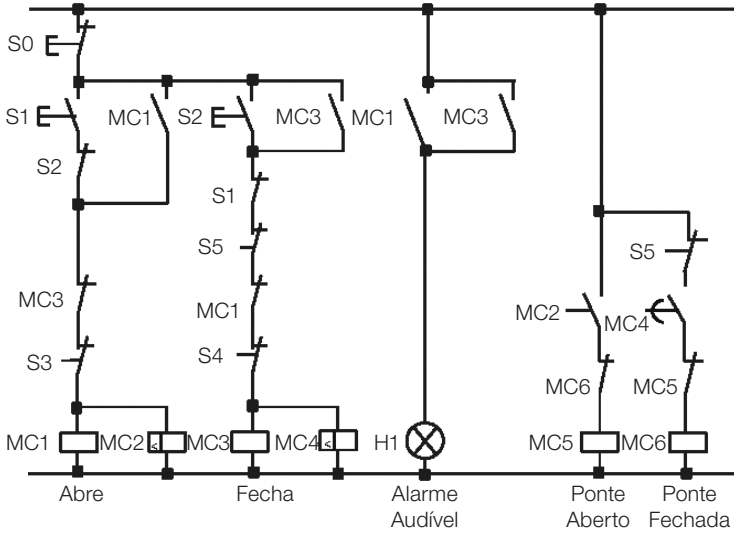 S0
S1
MC1
S2
MC3
MC1
MC3
S2
S1
S5
S5
MC3
MC1
MC2
MC4
S3
S4
MC6
MC5
MC1
MC2
MC3
MC4
H1
MC5
MC6
Abre
Fecha
Alarme
Audível
Ponte
Aberto
Ponte
Fechada